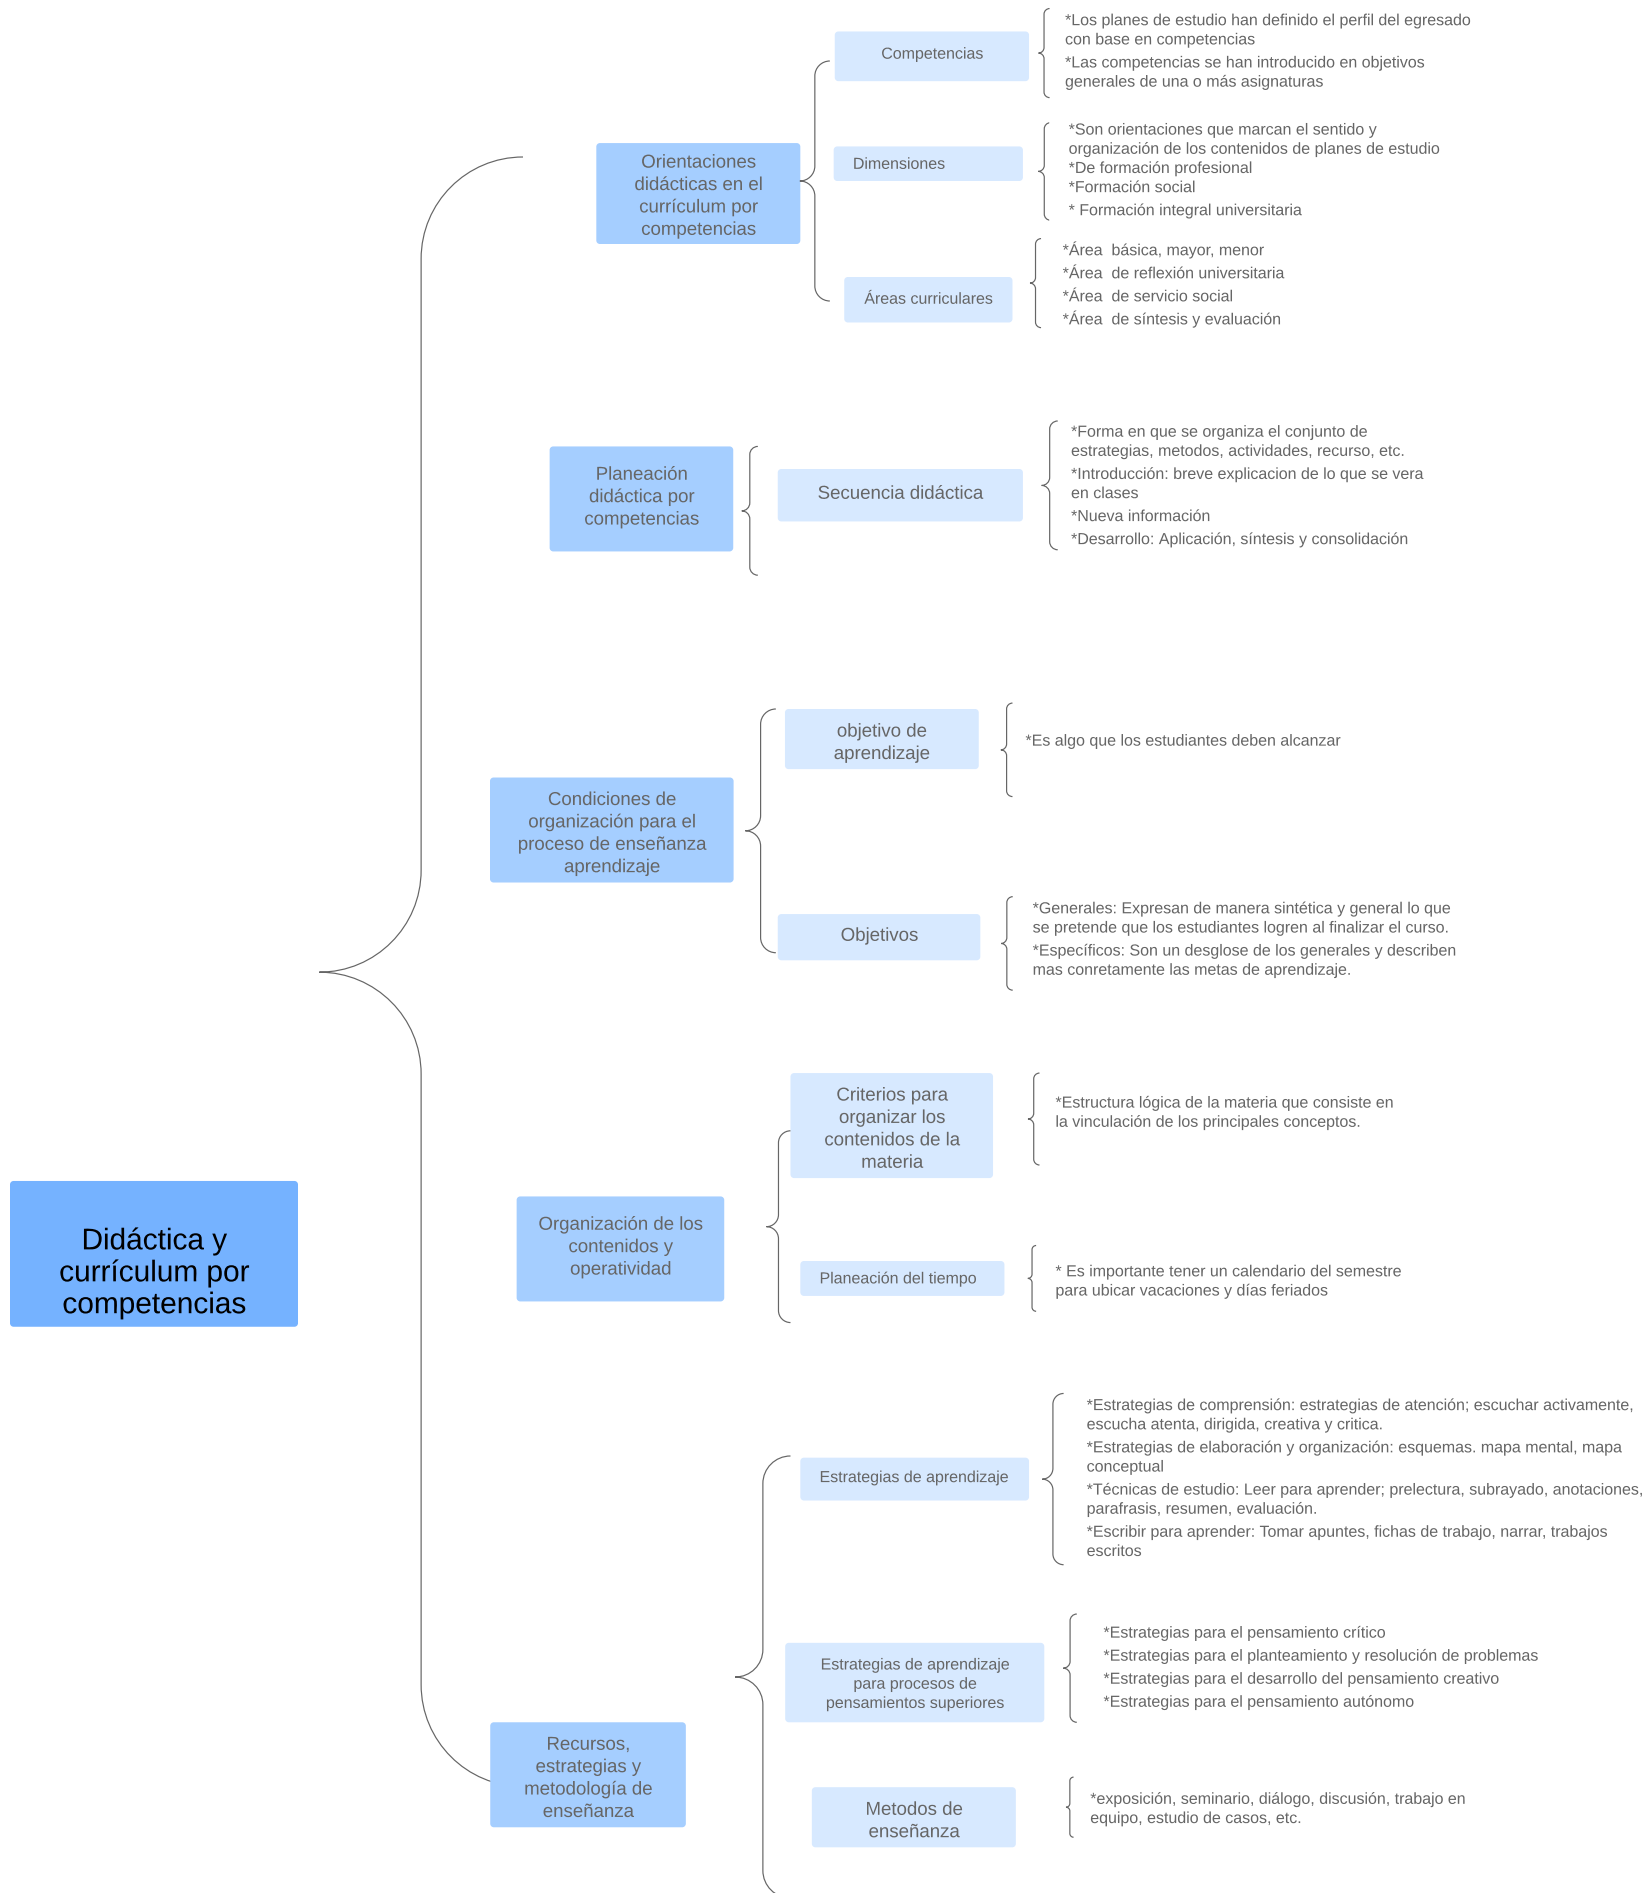 Didáctica y
currículum por
competencias
Orientaciones
didácticas en el
currículum por
competencias
Competencias
*Los planes de estudio han definido el perfil del egresado
con base en competencias
*Las competencias se han introducido en objetivos
generales de una o más asignaturas
Dimensiones
*Son orientaciones que marcan el sentido y
organización de los contenidos de planes de estudio
*De formación profesional
*Formación social
* Formación integral universitaria
Áreas curriculares
*Área  básica, mayor, menor
*Área  de reflexión universitaria
*Área  de servicio social
*Área  de síntesis y evaluación
Planeación
didáctica por
competencias
Secuencia didáctica
*Forma en que se organiza el conjunto de
estrategias, metodos, actividades, recurso, etc.
*Introducción: breve explicacion de lo que se vera
en clases
*Nueva información
*Desarrollo: Aplicación, síntesis y consolidación
Condiciones de
organización para el
proceso de enseñanza
aprendizaje
objetivo de
aprendizaje
*Es algo que los estudiantes deben alcanzar
Objetivos
*Generales: Expresan de manera sintética y general lo que
se pretende que los estudiantes logren al finalizar el curso.
*Específicos: Son un desglose de los generales y describen
mas conretamente las metas de aprendizaje.
Organización de los
contenidos y
operatividad
Criterios para
organizar los
contenidos de la
materia
*Estructura lógica de la materia que consiste en
la vinculación de los principales conceptos.
Planeación del tiempo
* Es importante tener un calendario del semestre
para ubicar vacaciones y días feriados
Recursos,
estrategias y
metodología de
enseñanza
Estrategias de aprendizaje
*Estrategias de comprensión: estrategias de atención; escuchar activamente,
escucha atenta, dirigida, creativa y critica.
*Estrategias de elaboración y organización: esquemas. mapa mental, mapa
conceptual
*Técnicas de estudio: Leer para aprender; prelectura, subrayado, anotaciones,
parafrasis, resumen, evaluación.
*Escribir para aprender: Tomar apuntes, fichas de trabajo, narrar, trabajos
escritos
Estrategias de aprendizaje
para procesos de
pensamientos superiores
*Estrategias para el pensamiento crítico
*Estrategias para el planteamiento y resolución de problemas
*Estrategias para el desarrollo del pensamiento creativo
*Estrategias para el pensamiento autónomo
Metodos de
enseñanza
*exposición, seminario, diálogo, discusión, trabajo en
equipo, estudio de casos, etc.